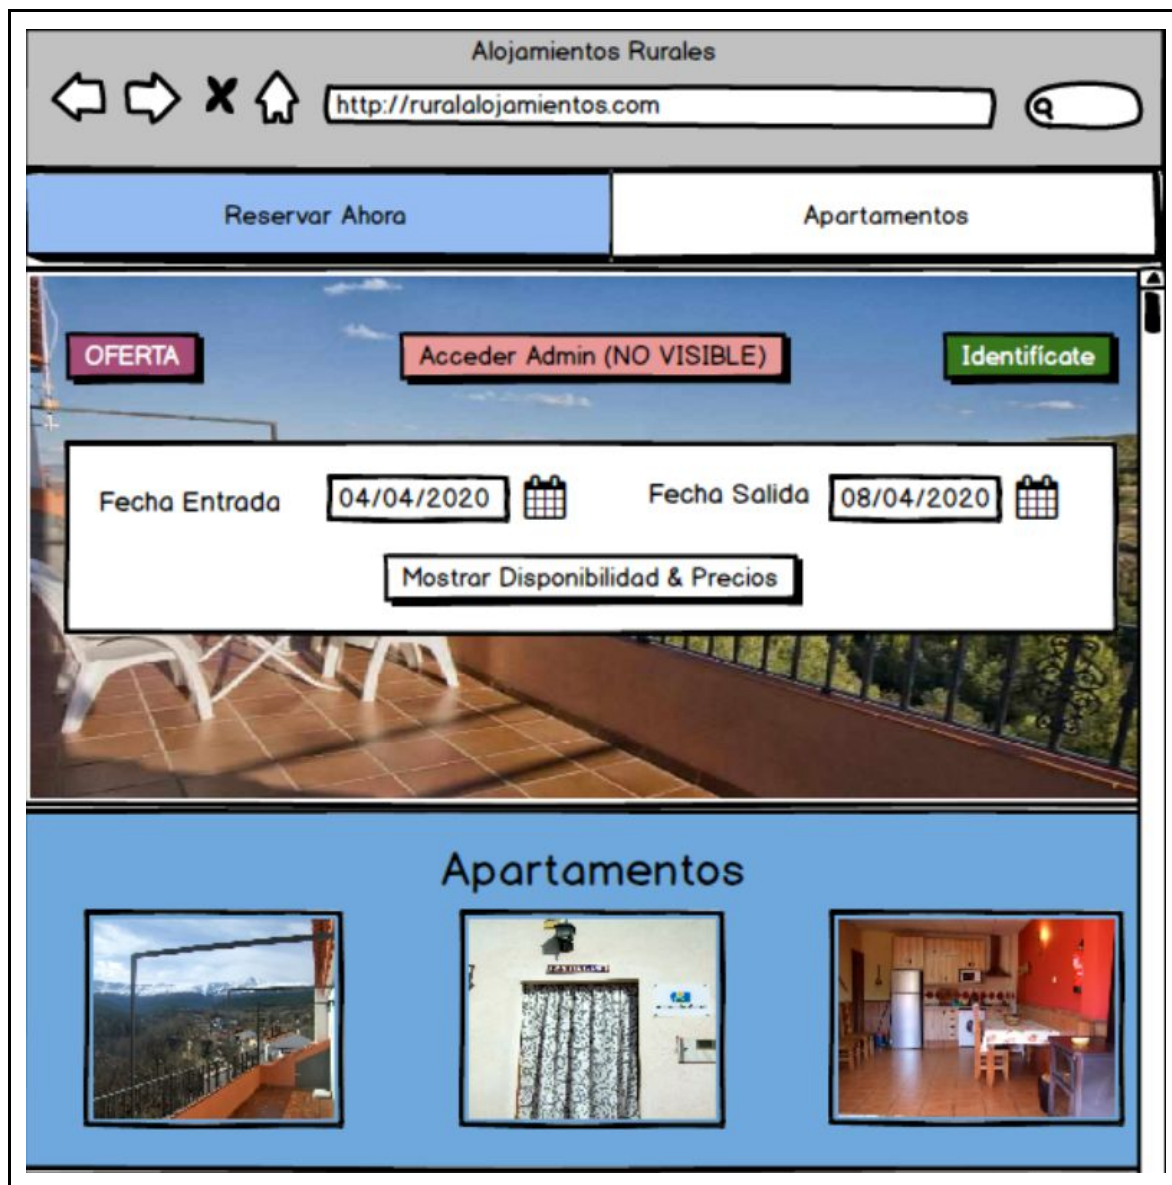 Alojamientos Rurales
http://ruralalojamientos.com
Reservar Ahora
Apartamentos
OFERTA
Acceder Admin (NO VISIBLE)
Identifícate
Fecha Entrada
04/04/2020
Fecha Salida
08/04/2020
Mostrar Disponibilidad & Precios
Apartamentos